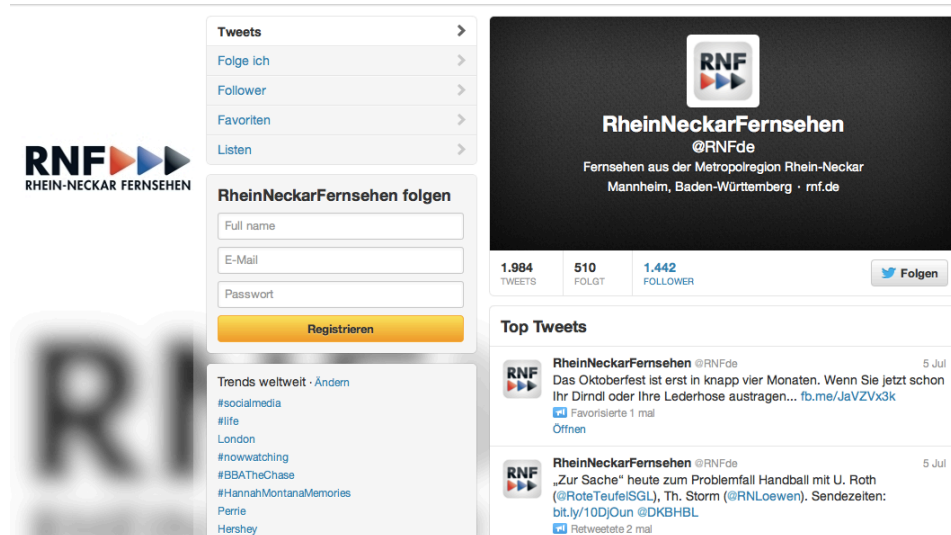 RNF
RHEIN-NECKAR FERNSEHEN
Tweets
Folge ich
Follower
Favoriten
Listen
RheinNeckarFernsehen folgen
Full name
E-Mail
Passwort
Registrieren
Trends weltweit · Ändern
#socialmedia
#life
London
#nowwatching
#BBATheChase
#HannahMontanaMemories
Perrie
Hershey
RNF
RheinNeckarFernsehen
@RNFde
Fernsehen aus der Metropolregion Rhein-Neckar
Mannheim, Baden-Württemberg · rnf.de
1.984 510 1.442
TWEETS FOLGT FOLLOWER
Folgen
Top Tweets
RNF
RheinNeckarFernsehen @RNFde 5 Jul
Das Oktoberfest ist erst in knapp vier Monaten. Wenn Sie jetzt schon
Ihr Dirndl oder Ihre Lederhose austragen... fb.me/JaVZVx3k
Favorisierte 1 mal
Öffnen
RNF
RheinNeckarFernsehen @RNFde 5 Jul
„Zur Sache“ heute zum Problemfall Handball mit U. Roth
(@RoteTeufelSGL), Th. Storm (@RNLoewen). Sendezeiten:
bit.ly/10DjOun @DKBHBL
Retweetete 2 mal